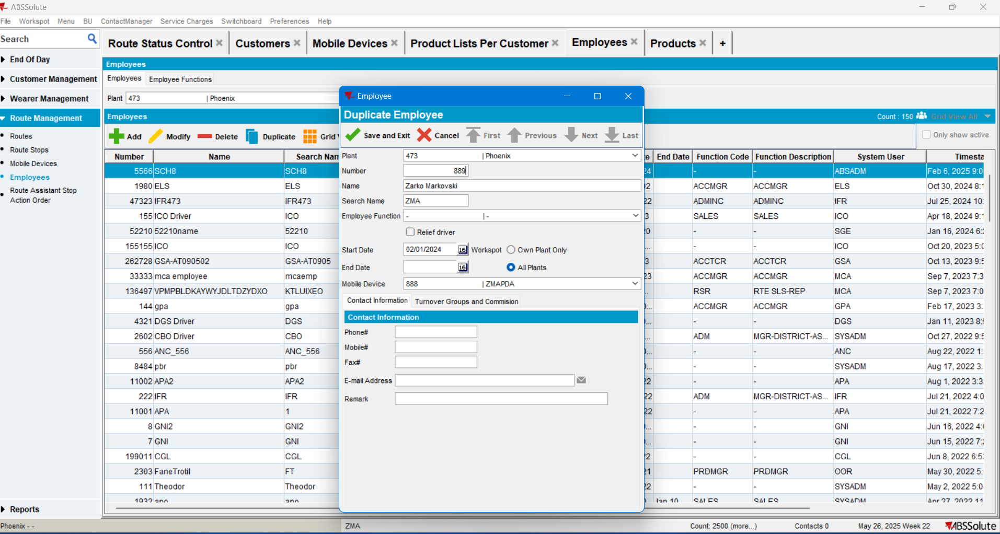 ABSSolute
File Workspot Menu BU ContactManager Service Charges Switchboard Preferences Help
Search
Route Status Control Customers Mobile Devices Product Lists Per Customer Employees Products +
End Of Day
Customer Management
Wearer Management
Route Management
Routes
Route Stops
Mobile Devices
Employees
Route Assistant Stop
Action Order
Reports
Employees
Employees Employee Functions
Plant 473 | Phoenix
Employees Count : 150 Grid View All
Add Modify Delete Duplicate Grid Only show active
Number Name Search Nam End Date Function Code Function Description System User Timesta
5566 SCH8 SCH8 24 - - ABSADM Feb 6, 2025 9:0
1980 ELS ELS ACCMGR ACCMGR ELS Oct 30, 2024 8:1
47323 IFR473 IFR473 22 ADMINC ADMINC IFR Jul 25, 2024 10:
155 ICO Driver ICO 3 SALES SALES ICO Apr 18, 2024 9:1
52210 52210name 52210 20 - - SGE Jan 16, 2024 6:
155155 ICO ICO ... - - ICO Oct 20, 2023 5:0
262728 GSA-AT090502 GSA-AT0905 3 ACCTCR ACCTCR GSA Oct 13, 2023 9:5
33333 mca employee mcaemp 23 ACCMGR ACCMGR MCA Sep 7, 2023 7:3
136497 VPMPBLDKAYWYJDLTDZYDXO KTLUIXEO ... RSR RTE SLS-REP MCA Sep 7, 2023 7:0
144 gpa gpa ... ACCMGR ACCMGR GPA Feb 17, 2023 3:
4321 DGS Driver DGS ... - - DGS Jan 11, 2023 8:
2602 CBO Driver CBO ... ADM MGR-DISTRICT-AS... SYSADM Oct 27, 2022 9:5
556 ANC_556 ANC_556 ... - - ANC Aug 22, 2022 1:
8484 pbr pbr ... - - SYSADM Aug 17, 2022 3:
11002 APA2 APA2 22 - - APA Aug 1, 2022 3:3
222 IFR IFR 22 ADM MGR-DISTRICT-AS... IFR Jul 21, 2022 4:0
11001 APA 1 22 - - APA Jul 21, 2022 7:2
8 GNI2 GNI2 ... - - GNI Jun 16, 2022 4:
7 GNI GNI ... - - GNI Jun 15, 2022 7:
199011 CGL CGL 22 - - CGL Jun 8, 2022 6:5
2303 FaneTrotil FT 21 PRDMGR PRDMGR OOR May 30, 2022 5:
111 Theodor Theodor 22 - - SYSADM May 2, 2022 5:0
1932 apo apo Jan 10 SALES SALES SYSADM Apr 27, 2022 11
Employee
Duplicate Employee
Save and Exit Cancel First Previous Next Last
Plant 473 | Phoenix
Number 889
Name Zarko Markovski
Search Name ZMA
Employee Function - | -
Relief driver
Start Date 02/01/2024 16 Workspot Own Plant Only
End Date 16 All Plants
Mobile Device 888 | ZMAPDA
Contact Information Turnover Groups and Commision
Contact Information
Phone#
Mobile#
Fax#
E-mail Address
Remark
Phoenix - - ZMA Count: 2500 (more...) Contacts 0 May 26, 2025 Week 22 ABSSolute